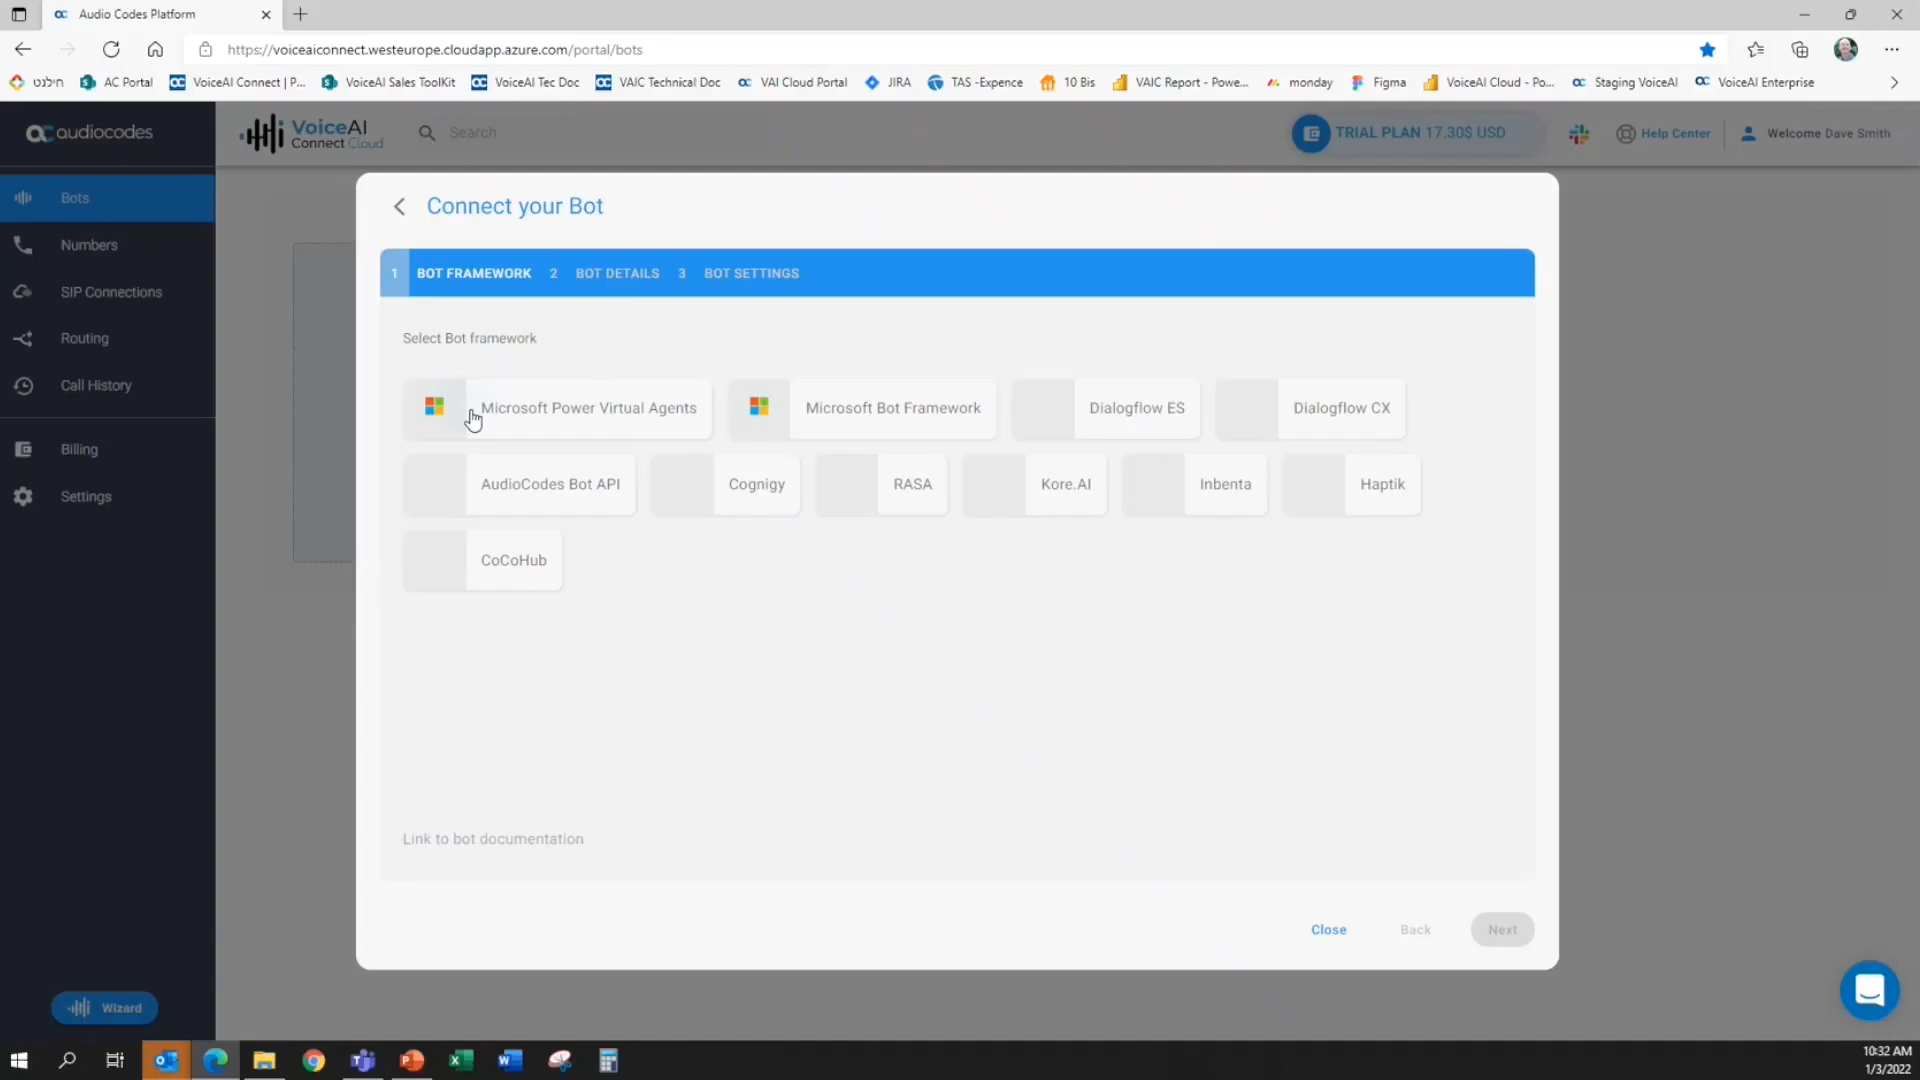 Audio Codes Platform
https://voiceaiconnect.westeurope.cloudapp.azure.com/portal/bots
חילנט AC Portal VoiceAI Connect | P... VoiceAI Sales ToolKit VoiceAI Tec Doc VAIC Technical Doc VAI Cloud Portal JIRA TAS -Expence 10 Bis VAIC Report - Powe... monday Figma VoiceAI Cloud - Po... Staging VoiceAI VoiceAI Enterprise
audiocodes
VoiceAI
Connect Cloud
Search
TRIAL PLAN 17.30$ USD
Help Center
Welcome Dave Smith
Bots
Numbers
SIP Connections
Routing
Call History
Billing
Settings
Wizard
Connect your Bot
1 BOT FRAMEWORK 2 BOT DETAILS 3 BOT SETTINGS
Select Bot framework
Microsoft Power Virtual Agents Microsoft Bot Framework Dialogflow ES Dialogflow CX
AudioCodes Bot API Cognigy RASA Kore.AI Inbenta Haptik
CoCoHub
Link to bot documentation
Close Back Next
10:32 AM
1/3/2022